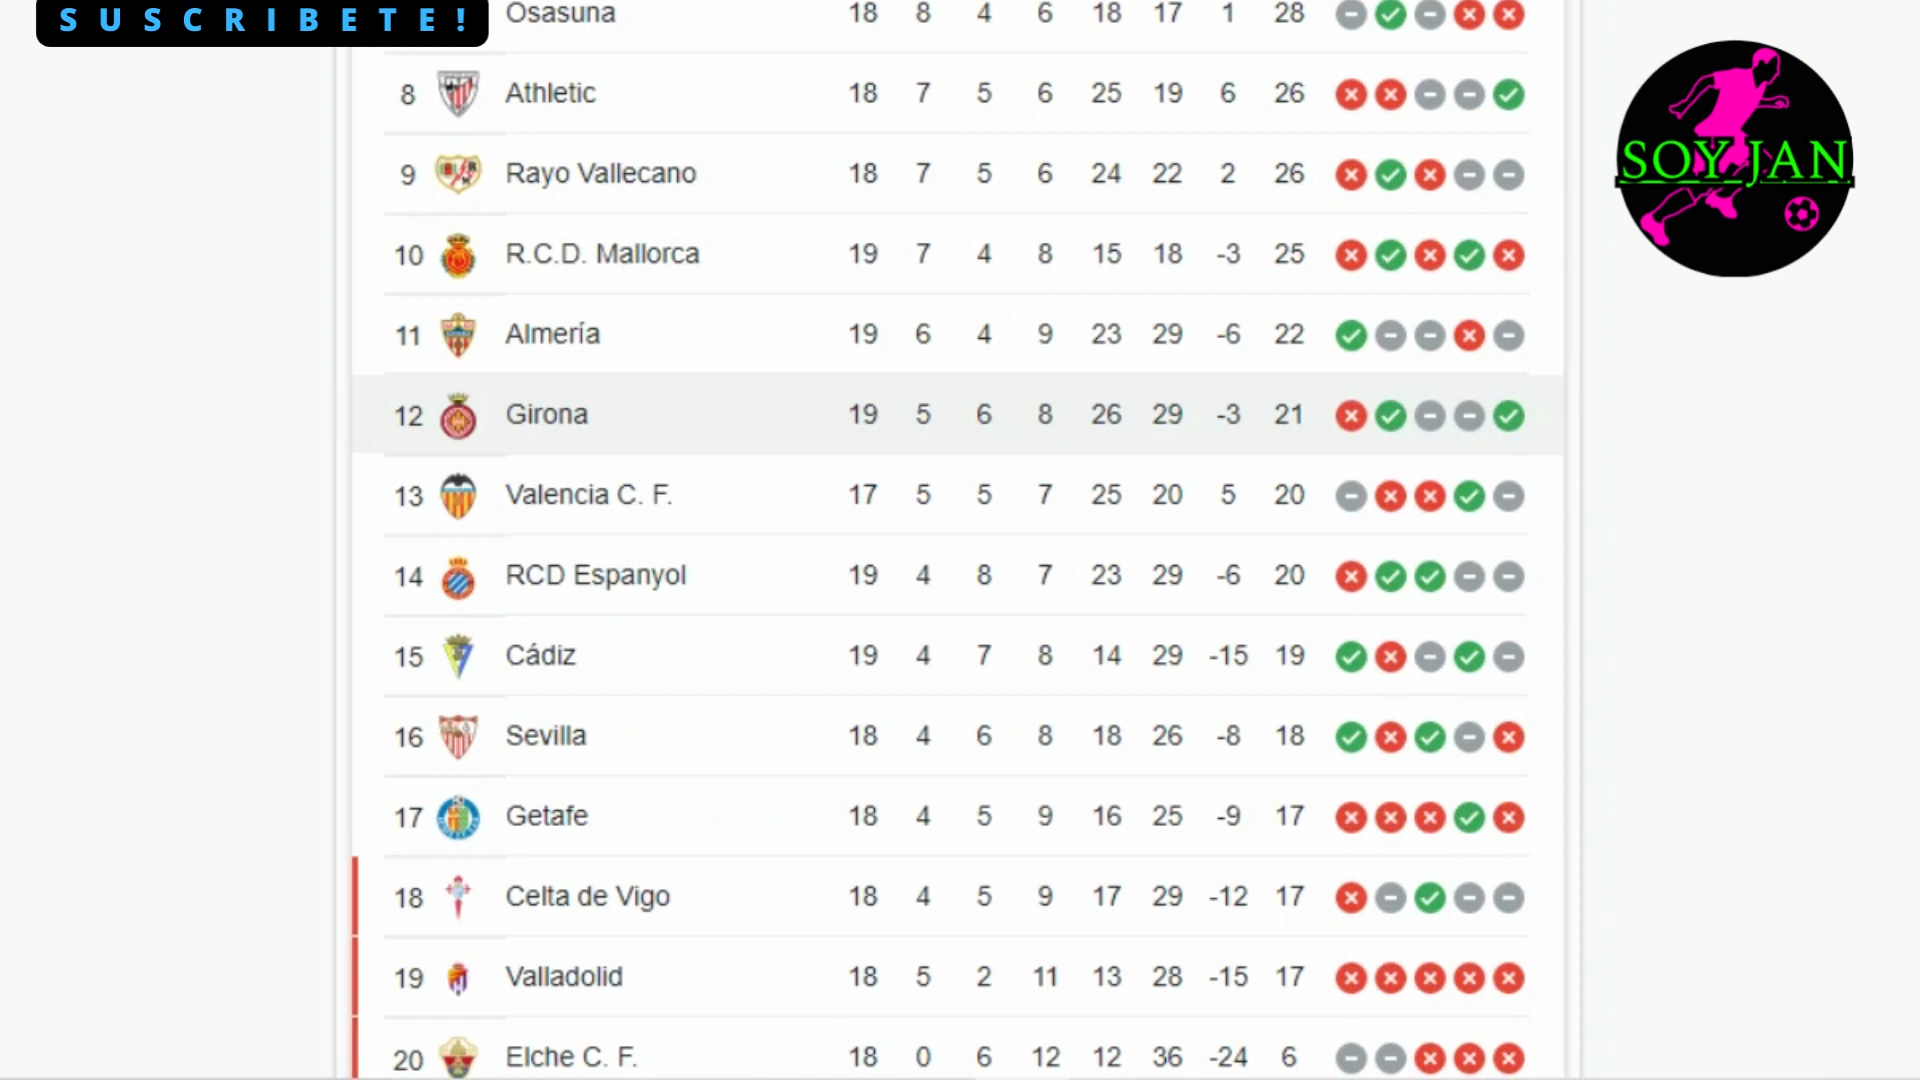 SUSCRIBETE!
Osasuna 18 8 4 6 18 17 1 28
8 Athletic 18 7 5 6 25 19 6 26
9 Rayo Vallecano 18 7 5 6 24 22 2 26
10 R.C.D. Mallorca 19 7 4 8 15 18 -3 25
11 Almería 19 6 4 9 23 29 -6 22
12 Girona 19 5 6 8 26 29 -3 21
13 Valencia C. F. 17 5 5 7 25 20 5 20
14 RCD Espanyol 19 4 8 7 23 29 -6 20
15 Cádiz 19 4 7 8 14 29 -15 19
16 Sevilla 18 4 6 8 18 26 -8 18
17 Getafe 18 4 5 9 16 25 -9 17
18 Celta de Vigo 18 4 5 9 17 29 -12 17
19 Valladolid 18 5 2 11 13 28 -15 17
20 Elche C. F. 18 0 6 12 12 36 -24 6
SOY JAN